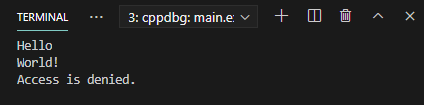 TERMINAL ... 3: cppdbg: main.e
Hello
World!
Access is denied.